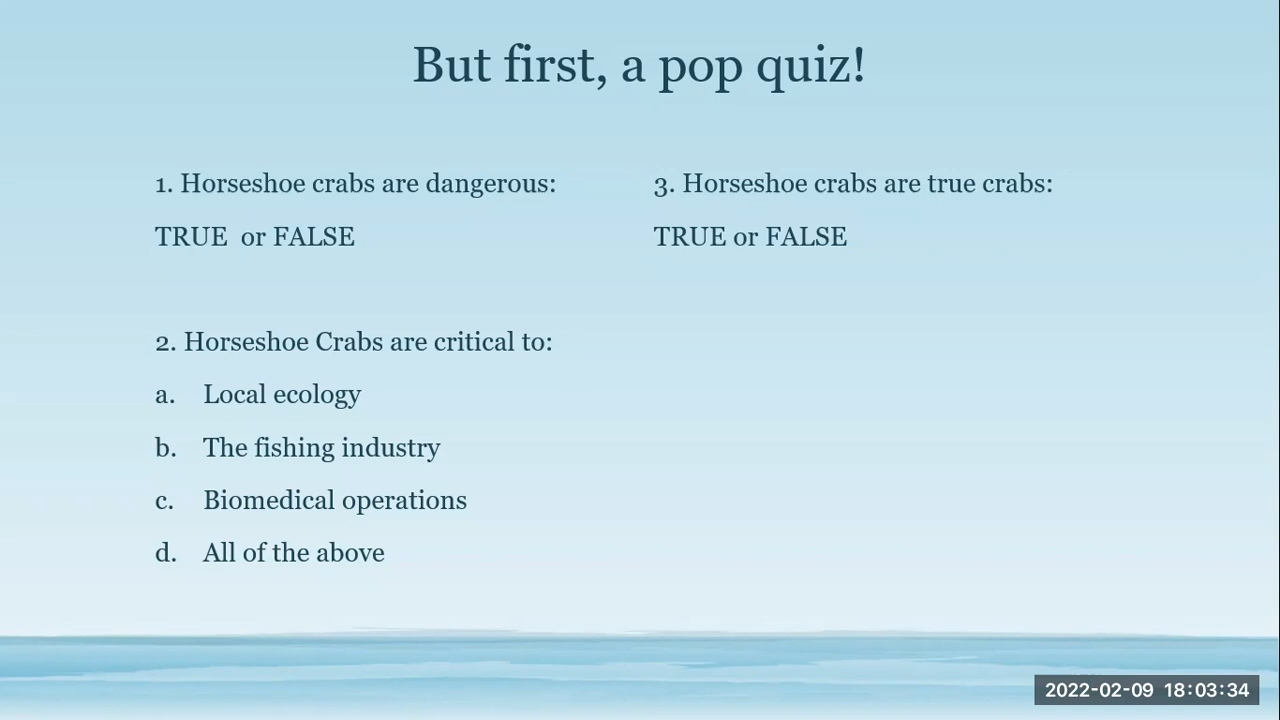 But first, a pop quiz!
1. Horseshoe crabs are dangerous:
TRUE  or FALSE
2. Horseshoe Crabs are critical to:
a. Local ecology
b. The fishing industry
c. Biomedical operations
d. All of the above
3. Horseshoe crabs are true crabs:
TRUE or FALSE
2022-02-09 18:03:34